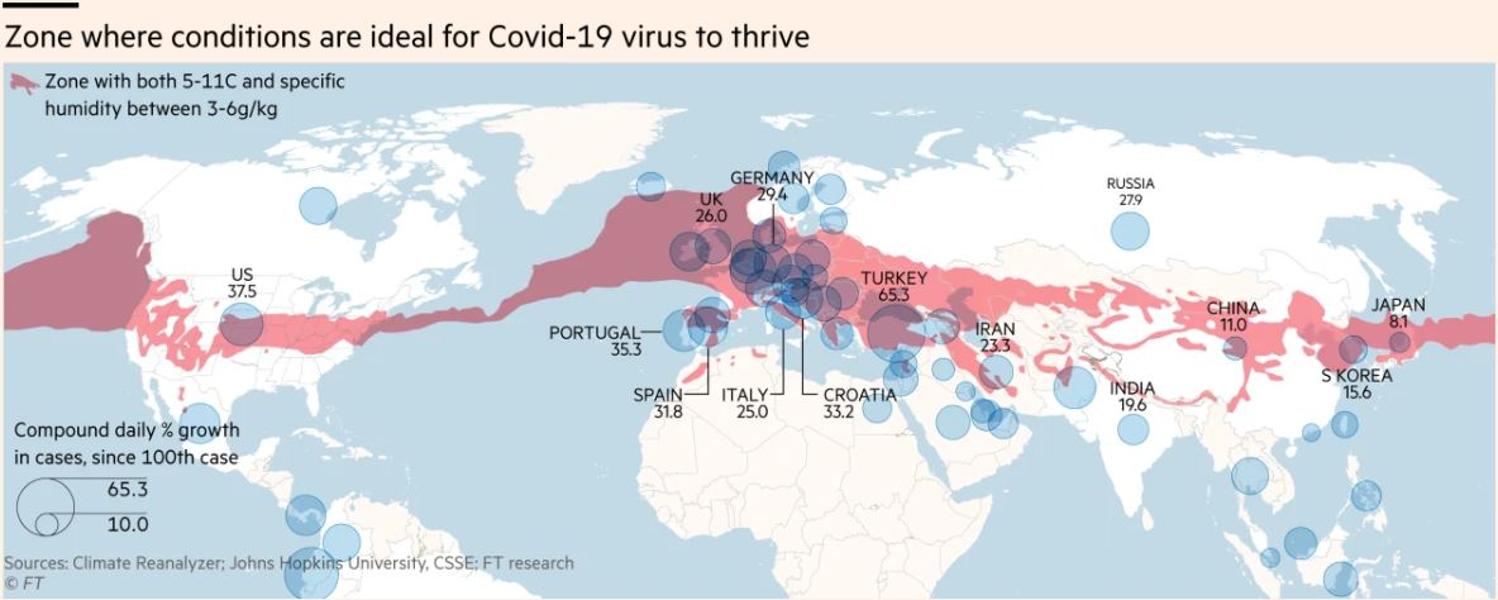 Zone where conditions are ideal for Covid-19 virus to thrive
Zone with both 5-11C and specific
humidity between 3-6g/kg
GERMANY
29.4
UK
26.0
RUSSIA
27.9
US
37.5
TURKEY
65.3
CHINA
11.0
JAPAN
8.1
PORTUGAL
35.3
IRAN
23.3
S KOREA
15.6
INDIA
19.6
SPAIN
31.8
ITALY
25.0
CROATIA
33.2
Compound daily % growth
in cases, since 100th case
65.3
10.0
Sources: Climate Reanalyzer; Johns Hopkins University, CSSE; FT research
© FT